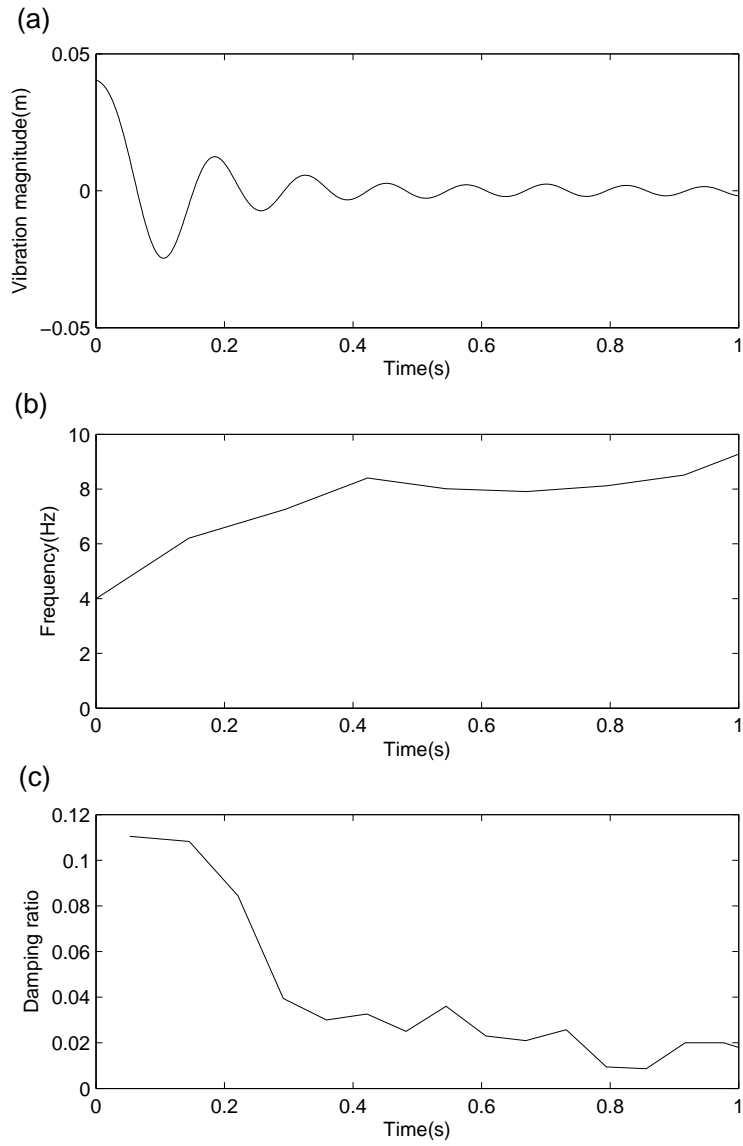 (a)
0.05
0
−0.05
Vibration magnitude(m)
0 0.2 0.4 0.6 0.8 1
Time(s)
(b)
10
8
6
4
2
0
Frequency(Hz)
0 0.2 0.4 0.6 0.8 1
Time(s)
(c)
0.12
0.1
0.08
0.06
0.04
0.02
0
Damping ratio
0 0.2 0.4 0.6 0.8 1
Time(s)